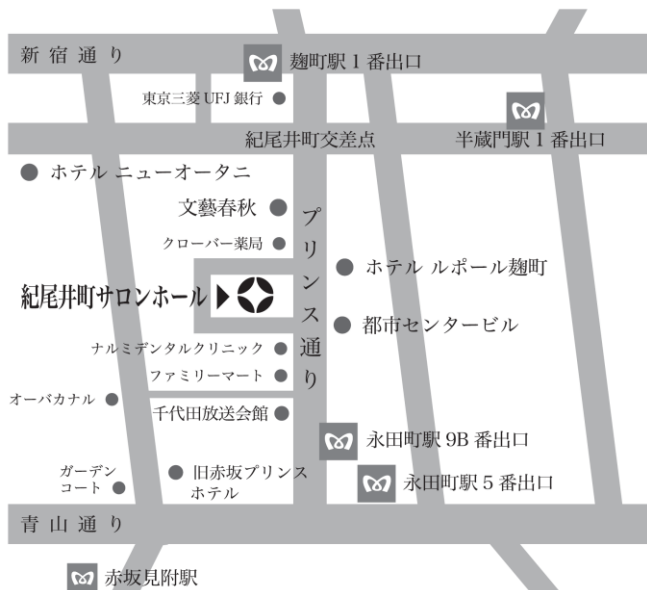 新宿通り
麹町駅 1 番出口
東京三菱 UFJ 銀行
紀尾井町交差点
半蔵門駅 1 番出口
ホテル ニューオータニ
文藝春秋
クローバー薬局
プリンス通り
ホテル ルポール麹町
紀尾井町サロンホール
都市センタービル
ナルミデンタルクリニック
ファミリーマート
オーバカナル
千代田放送会館
永田町駅 9B 番出口
ガーデン
コート
旧赤坂プリンス
ホテル
永田町駅 5 番出口
青山通り
赤坂見附駅